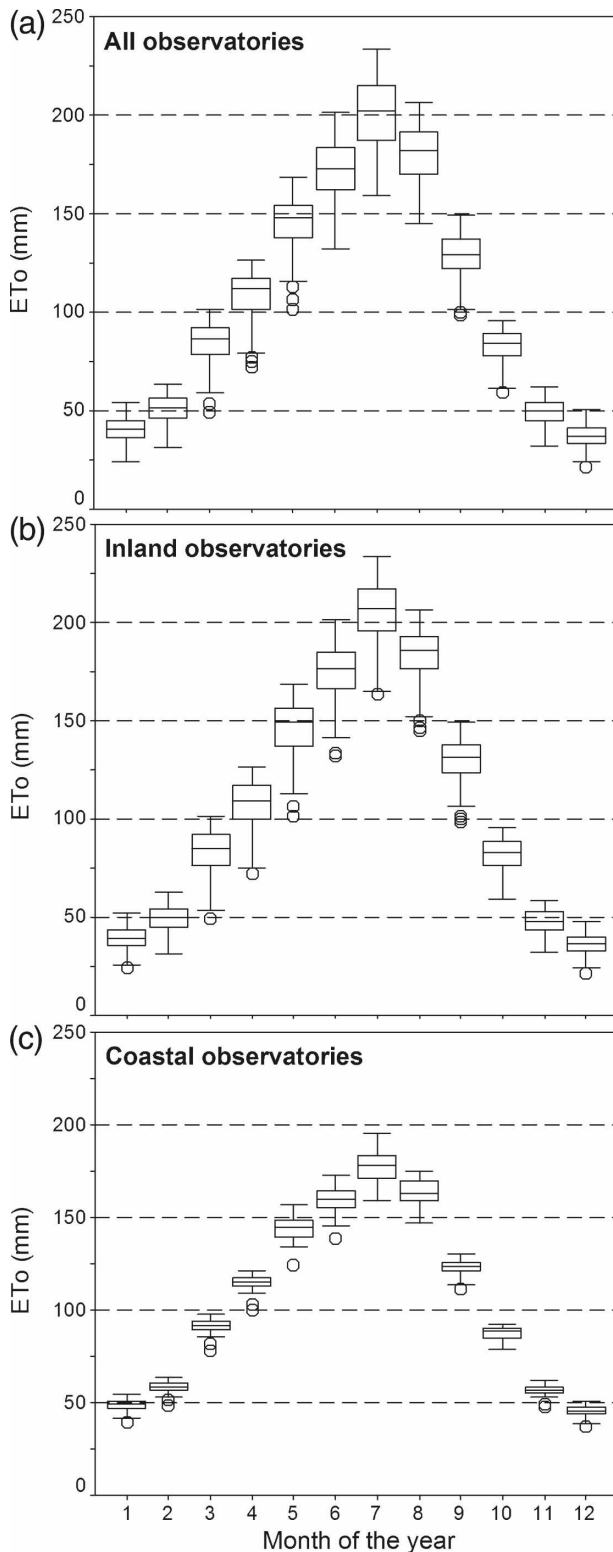 (a)
All observatories
ETo (mm)
250
200
150
100
50
0
(b)
Inland observatories
ETo (mm)
250
200
150
100
50
0
(c)
Coastal observatories
ETo (mm)
250
200
150
100
50
0
1 2 3 4 5 6 7 8 9 10 11 12
Month of the year